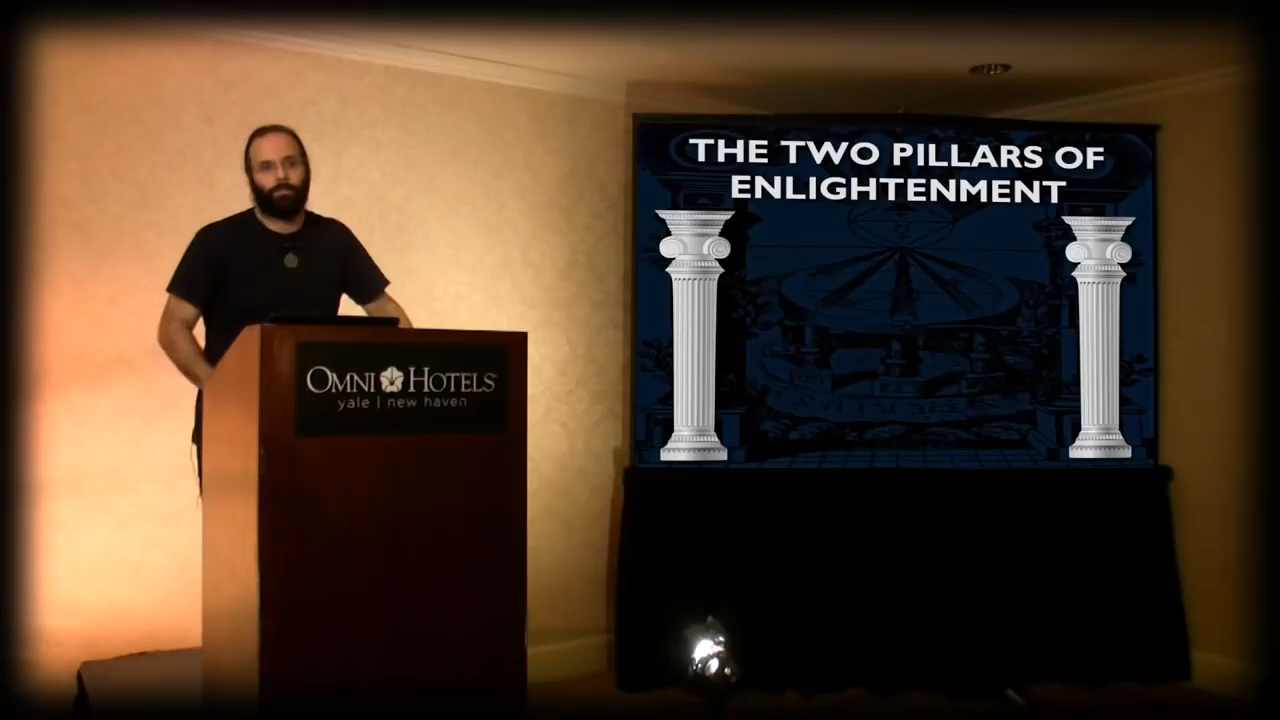 THE TWO PILLARS OF
ENLIGHTENMENT
OMNI HOTELS
yale | new haven